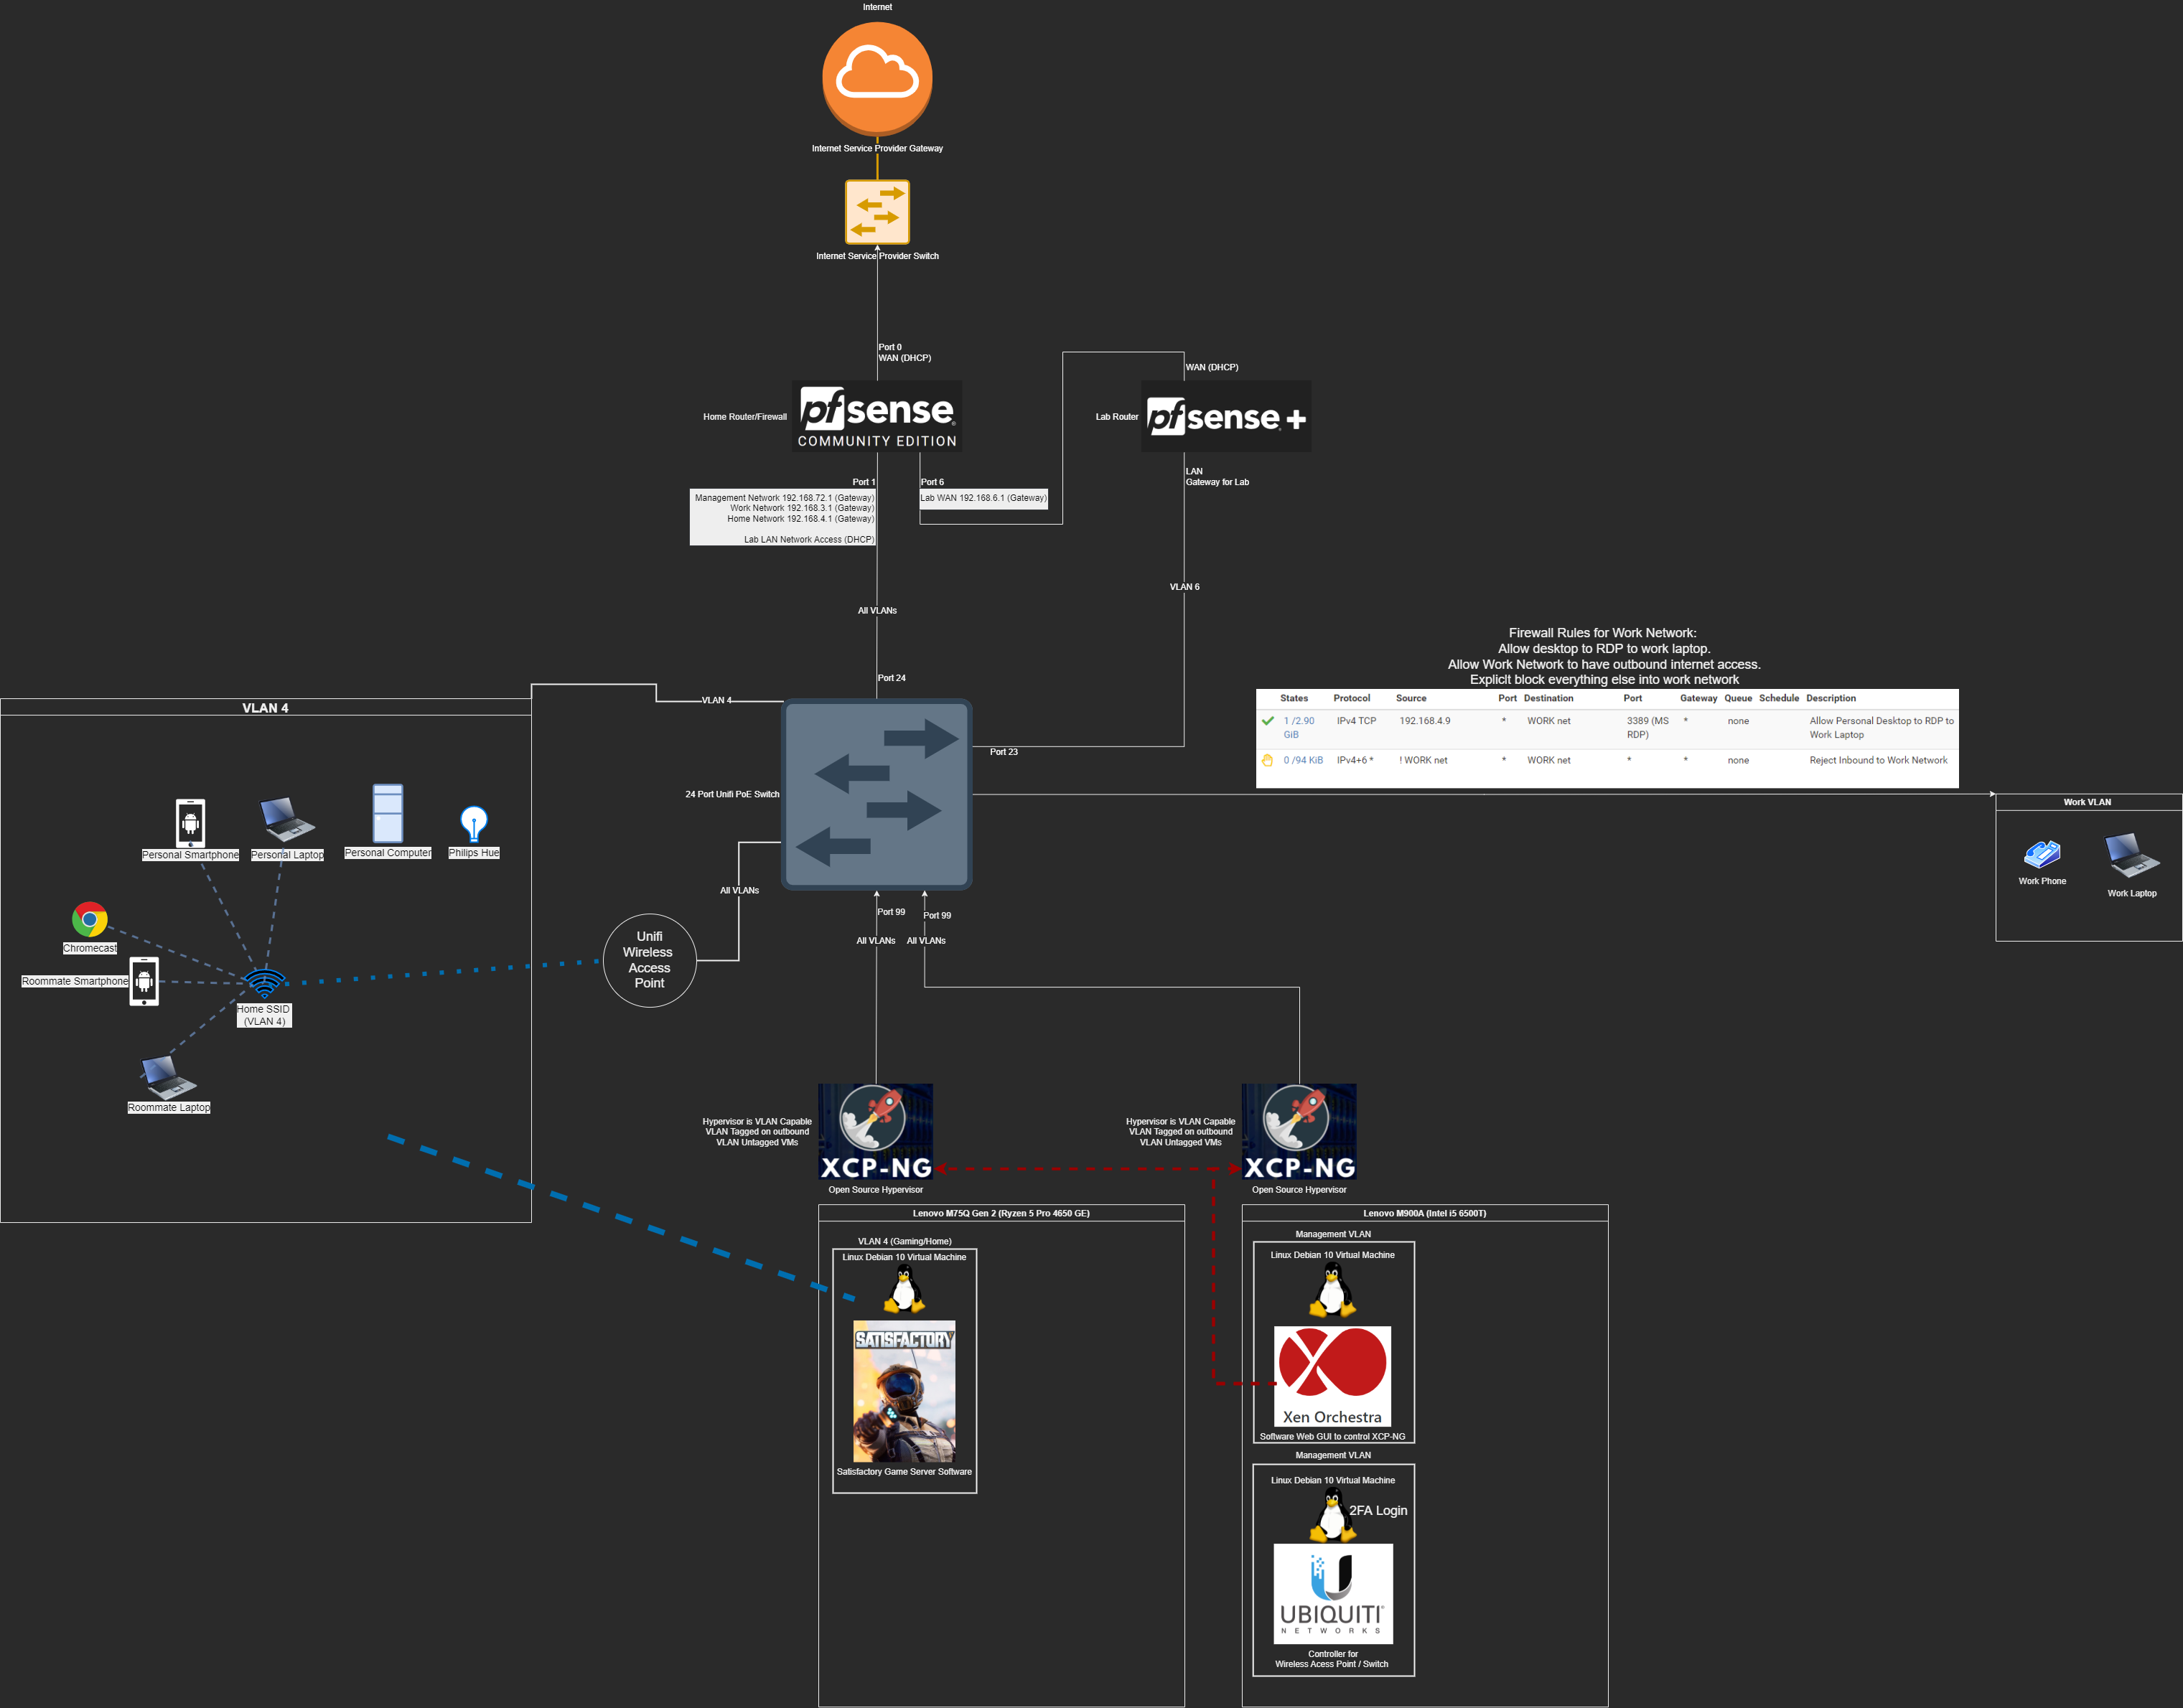 Internet
Internet Service Provider Gateway
Internet Service Provider Switch
Port 0
WAN (DHCP)
WAN (DHCP)
Home Router/Firewall
pfsense
COMMUNITY EDITION
Lab Router
pfsense +
Port 1
Management Network 192.168.72.1 (Gateway)
Work Network 192.168.3.1 (Gateway)
Home Network 192.168.4.1 (Gateway)
Lab LAN Network Access (DHCP)
Port 6
Lab WAN 192.168.6.1 (Gateway)
LAN
Gateway for Lab
VLAN 6
All VLANs
Port 24
Firewall Rules for Work Network:
Allow desktop to RDP to work laptop.
Allow Work Network to have outbound internet access.
Expliclt block everything else into work network
States Protocol Source Port Destination Port Gateway Queue Schedule Description
1 /2.90 GiB IPv4 TCP 192.168.4.9 * WORK net 3389 (MS RDP) * none Allow Personal Desktop to RDP to Work Laptop
0 /94 KiB IPv4+6 * ! WORK net * WORK net * * none Reject Inbound to Work Network
VLAN 4
VLAN 4
Port 23
24 Port Unifi PoE Switch
Work VLAN
Work Phone
Work Laptop
Personal Smartphone
Personal Laptop
Personal Computer
Philips Hue
Chromecast
Roommate Smartphone
Home SSID
(VLAN 4)
Roommate Laptop
All VLANs
Unifi
Wireless
Access
Point
Port 99
Port 99
All VLANs
All VLANs
Hypervisor is VLAN Capable
VLAN Tagged on outbound
VLAN Untagged VMs
XCP-NG
Open Source Hypervisor
Hypervisor is VLAN Capable
VLAN Tagged on outbound
VLAN Untagged VMs
XCP-NG
Open Source Hypervisor
Lenovo M75Q Gen 2 (Ryzen 5 Pro 4650 GE)
VLAN 4 (Gaming/Home)
Linux Debian 10 Virtual Machine
SATISFACTORY
Satisfactory Game Server Software
Lenovo M900A (Intel i5 6500T)
Management VLAN
Linux Debian 10 Virtual Machine
Xen Orchestra
Software Web GUI to control XCP-NG
Management VLAN
Linux Debian 10 Virtual Machine
2FA Login
UBIQUITI
NETWORKS
Controller for
Wireless Acess Point / Switch